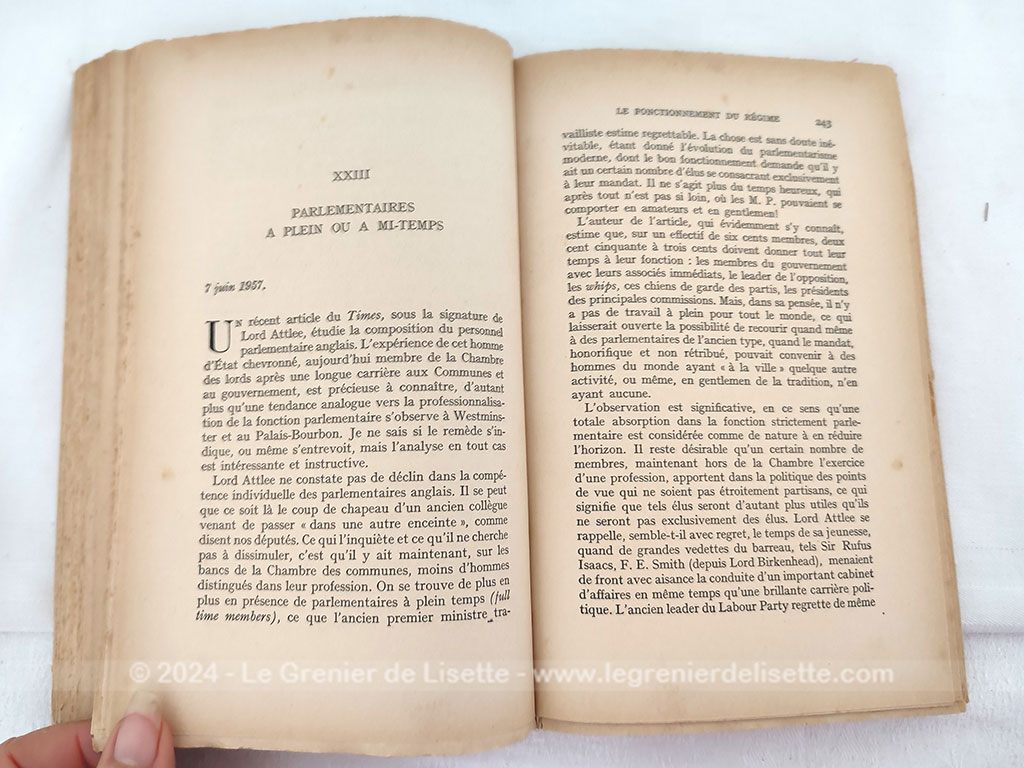 XXIII
PARLEMENTAIRES
A PLEIN OU A MI-TEMPS
7 juin 1957.
UN récent article du Times, sous la signature de
Lord Attlee, étudie la composition du personnel
parlementaire anglais. L'expérience de cet homme
d'État chevronné, aujourd'hui membre de la Chambre
des lords après une longue carrière aux Communes et
au gouvernement, est précieuse à connaître, d'autant
plus qu'une tendance analogue vers la professionnalisa-
tion de la fonction parlementaire s'observe à Westmins-
ter et au Palais-Bourbon. Je ne sais si le remède s'in-
dique, ou même s'entrevoit, mais l'analyse en tout cas
est intéressante et instructive.
Lord Attlee ne constate pas de déclin dans la compé-
tence individuelle des parlementaires anglais. Il se peut
que ce soit là le coup de chapeau d'un ancien collègue
venant de passer « dans une autre enceinte », comme
disent nos députés. Ce qui l'inquiète et ce qu'il ne cherche
pas à dissimuler, c'est qu'il y ait maintenant, sur les
bancs de la Chambre des communes, moins d'hommes
distingués dans leur profession. On se trouve de plus en
plus en présence de parlementaires à plein temps (full
time members), ce que l'ancien premier ministre tra-
LE FONCTIONNEMENT DU RÉGIME 243
vailliste estime regrettable. La chose est sans doute iné-
vitable, étant donné l'évolution du parlementarisme
moderne, dont le bon fonctionnement demande qu'il y
ait un certain nombre d'élus se consacrant exclusivement
à leur mandat. Il ne s'agit plus du temps heureux, qui
après tout n'est pas si loin, où les M. P. pouvaient se
comporter en amateurs et en gentlemen!
L'auteur de l'article, qui évidemment s'y connaît,
estime que, sur un effectif de six cents membres, deux
cent cinquante à trois cents doivent donner tout leur
temps à leur fonction : les membres du gouvernement
avec leurs associés immédiats, le leader de l'opposition,
les whips, ces chiens de garde des partis, les présidents
des principales commissions. Mais, dans sa pensée, il n'y
a pas de travail à plein pour tout le monde, ce qui
laisserait ouverte la possibilité de recourir quand même
à des parlementaires de l'ancien type, quand le mandat,
honorifique et non rétribué, pouvait convenir à des
hommes du monde ayant « à la ville » quelque autre
activité, ou même, en gentlemen de la tradition, n'en
ayant aucune.
L'observation est significative, en ce sens qu'une
totale absorption dans la fonction strictement parle-
mentaire est considérée comme de nature à en réduire
l'horizon. Il reste désirable qu'un certain nombre de
membres, maintenant hors de la Chambre l'exercice
d'une profession, apportent dans la politique des points
de vue qui ne soient pas étroitement partisans, ce qui
signifie que tels élus seront d'autant plus utiles qu'ils
ne seront pas exclusivement des élus. Lord Attlee se
rappelle, semble-t-il avec regret, le temps de sa jeunesse,
quand de grandes vedettes du barreau, tels Sir Rufus
Isaacs, F. E. Smith (depuis Lord Birkenhead), menaient
de front avec aisance la conduite d'un important cabinet
d'affaires en même temps qu'une brillante carrière poli-
tique. L'ancien leader du Labour Party regrette de même
© 2024 - Le Grenier de Lisette - www.legrenierdelisette.com